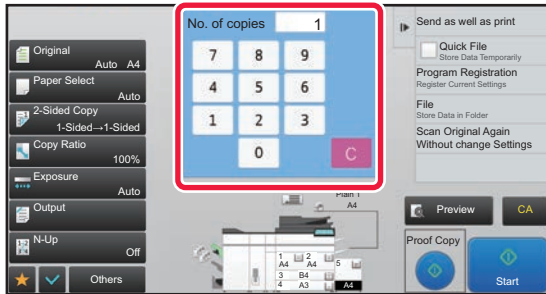 No. of copies 1
7 8 9
4 5 6
1 2 3
0 C
Original
Auto A4
Paper Select
Auto
2-Sided Copy
1-Sided→1-Sided
Copy Ratio
100%
Exposure
Auto
Output
N-Up
Off
Others
Plain 1
A4
1 A4 2 A4
3 B4
4 A3
5
A4
Send as well as print
Quick File
Store Data Temporarily
Program Registration
Register Current Settings
File
Store Data in Folder
Scan Original Again
Without change Settings
Preview
CA
Proof Copy
Start